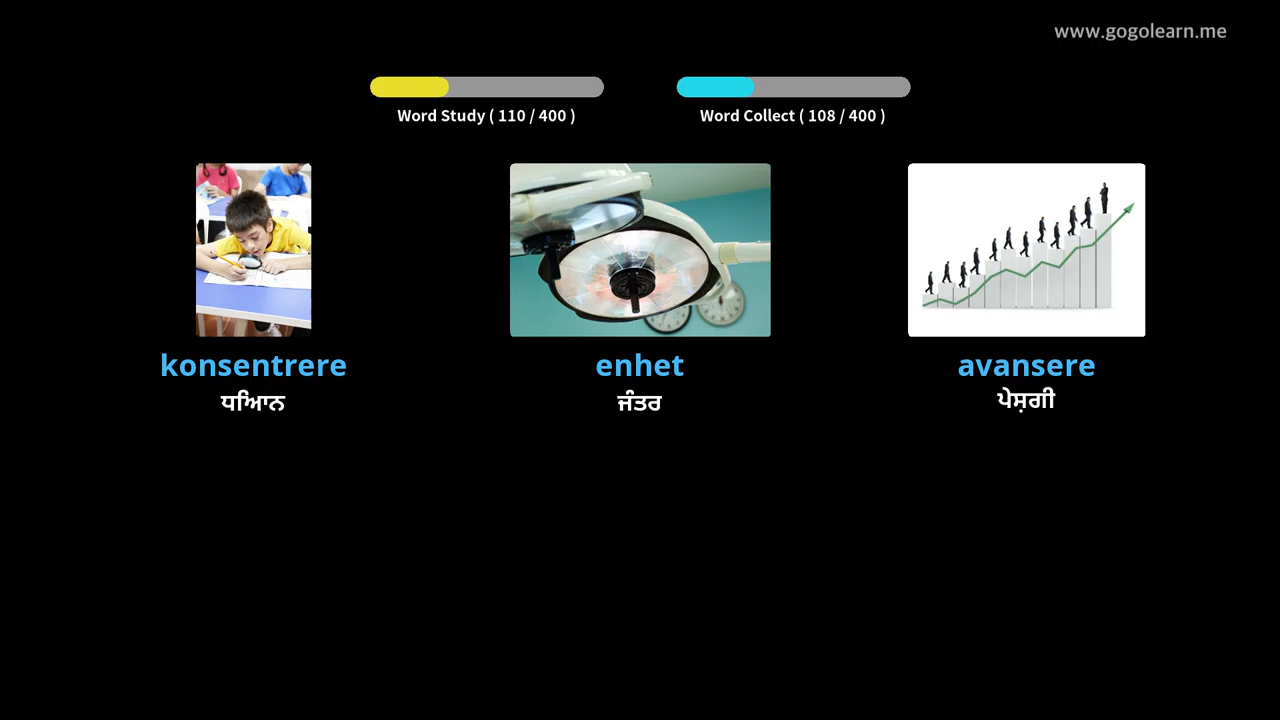 www.gogolearn.me
Word Study ( 110 / 400 )
Word Collect ( 108 / 400 )
konsentrere
ਧਿਆਨ
enhet
ਜੰਤਰ
avansere
ਪੇਸ਼ਗੀ